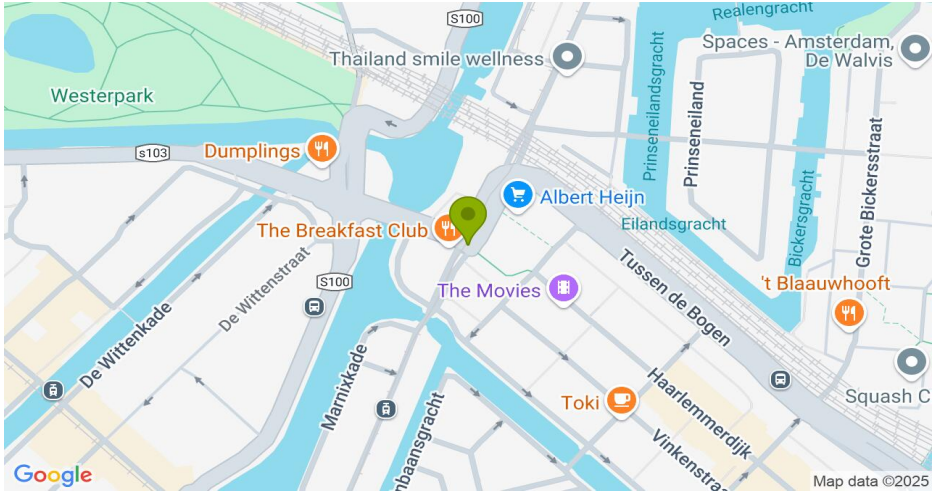 S100
Realengracht
Thailand smile wellness
Spaces - Amsterdam,
De Walvis
Westerpark
Prinseneilandsgracht
Prinseneiland
s103
Dumplings
Albert Heijn
Eilandsgracht
Bickersgracht
Grote Bickersstraat
The Breakfast Club
De Wittenstraat
S100
Tussen de Bogen
The Movies
't Blaauwhooft
De Wittenkade
Marnixkade
Toki
Haarlemmerdijk
Squash C
Vinkenstraa
nbaansgracht
Google
Map data ©2025